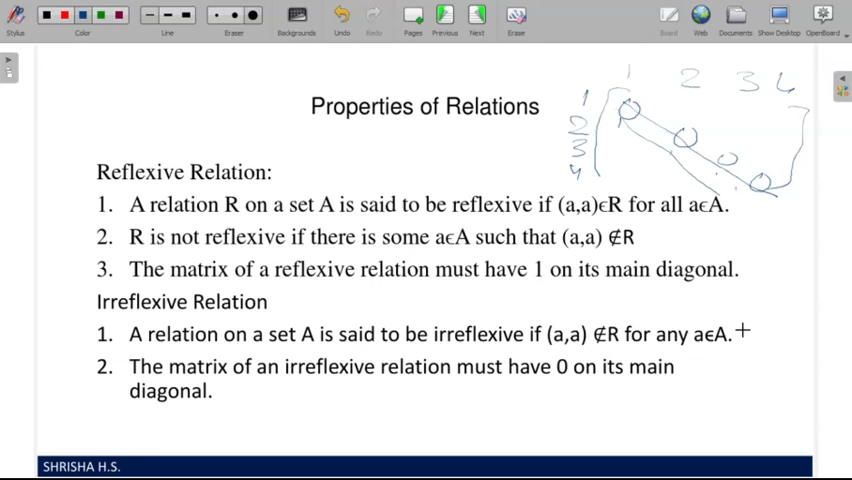 Stylus
Color
Line
Eraser
Backgrounds
Undo
Redo
Pages
Previous
Next
Erase
Board
Web
Documents
Show Desktop
OpenBoard
1 2 3 4
1
2
3
4
Properties of Relations
Reflexive Relation:
1. A relation R on a set A is said to be reflexive if (a,a)ϵR for all aϵA.
2. R is not reflexive if there is some aϵA such that (a,a) ∉R
3. The matrix of a reflexive relation must have 1 on its main diagonal.
Irreflexive Relation
1. A relation on a set A is said to be irreflexive if (a,a) ∉R for any aϵA.
2. The matrix of an irreflexive relation must have 0 on its main
diagonal.
SHRISHA H.S.